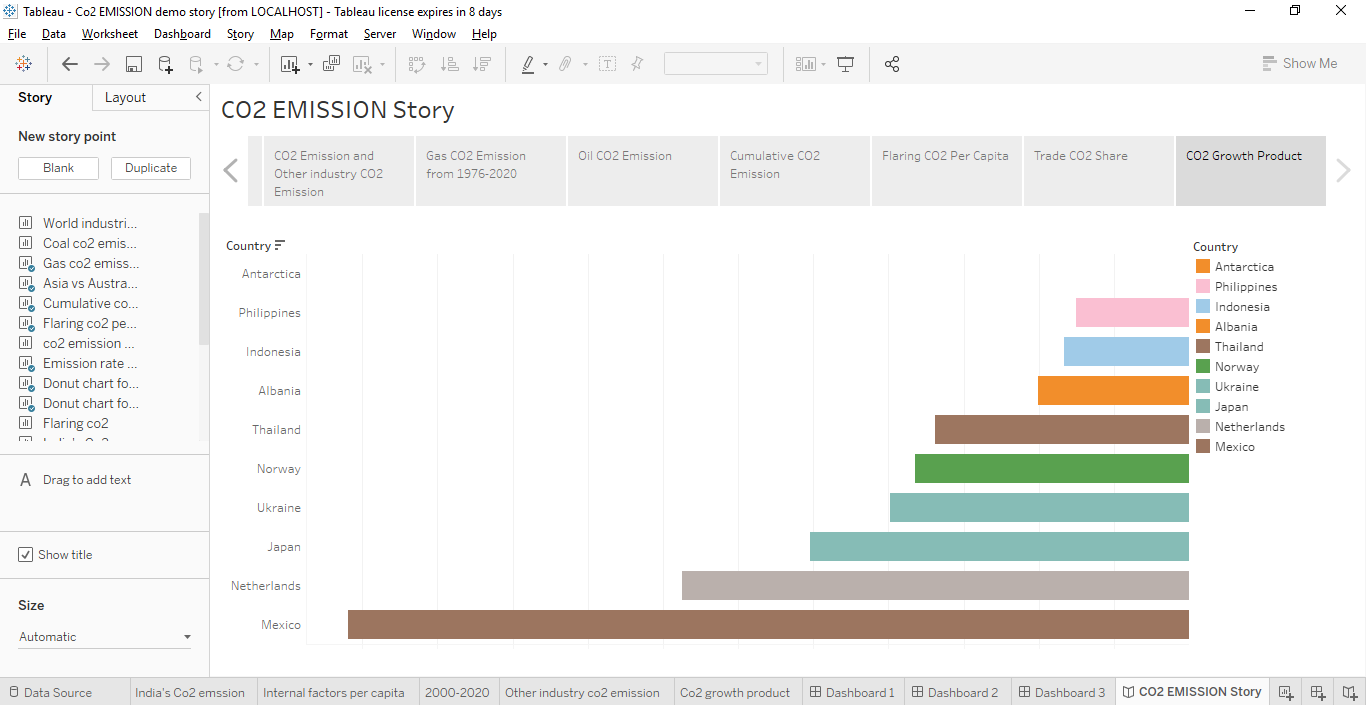 Tableau - Co2 EMISSION demo story [from LOCALHOST] - Tableau license expires in 8 days
File Data Worksheet Dashboard Story Map Format Server Window Help
Show Me
Story Layout
New story point
Blank Duplicate
World industri...
Coal co2 emis...
Gas co2 emiss...
Asia vs Austra...
Cumulative co...
Flaring co2 pe...
co2 emission ...
Emission rate ...
Donut chart fo...
Donut chart fo...
Flaring co2
A Drag to add text
Show title
Size
Automatic
CO2 EMISSION Story
CO2 Emission and
Other industry CO2
Emission
Gas CO2 Emission
from 1976-2020
Oil CO2 Emission
Cumulative CO2
Emission
Flaring CO2 Per Capita
Trade CO2 Share
CO2 Growth Product
Country
Antarctica
Philippines
Indonesia
Albania
Thailand
Norway
Ukraine
Japan
Netherlands
Mexico
Country
Antarctica
Philippines
Indonesia
Albania
Thailand
Norway
Ukraine
Japan
Netherlands
Mexico
Data Source India's Co2 emssion Internal factors per capita 2000-2020 Other industry co2 emission Co2 growth product Dashboard 1 Dashboard 2 Dashboard 3 CO2 EMISSION Story